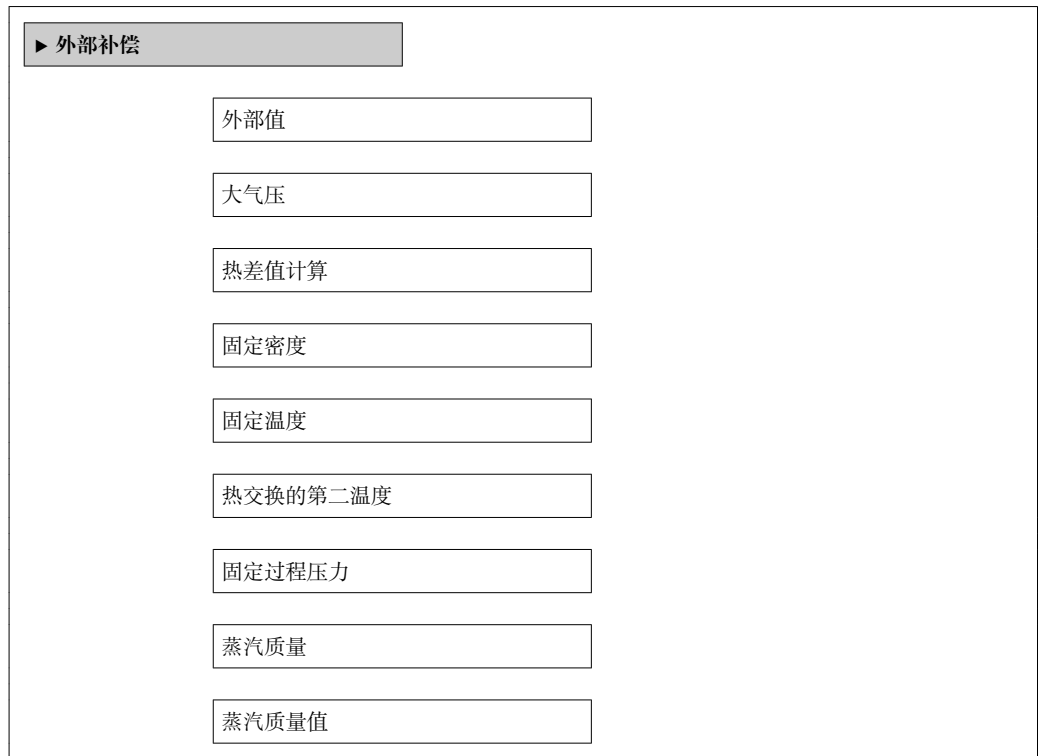 ▶ 外部补偿
外部值
大气压
热差值计算
固定密度
固定温度
热交换的第二温度
固定过程压力
蒸汽质量
蒸汽质量值